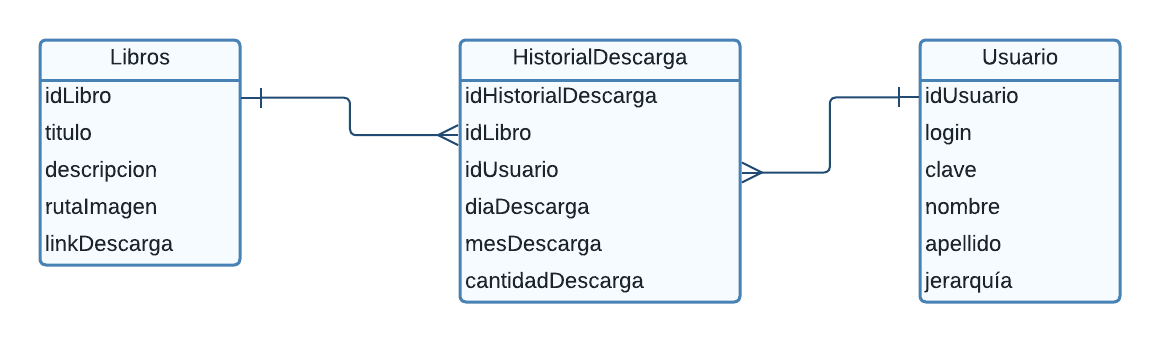 Libros
idLibro
titulo
descripcion
rutaImagen
linkDescarga
HistorialDescarga
idHistorialDescarga
idLibro
idUsuario
diaDescarga
mesDescarga
cantidadDescarga
Usuario
idUsuario
login
clave
nombre
apellido
jerarquía